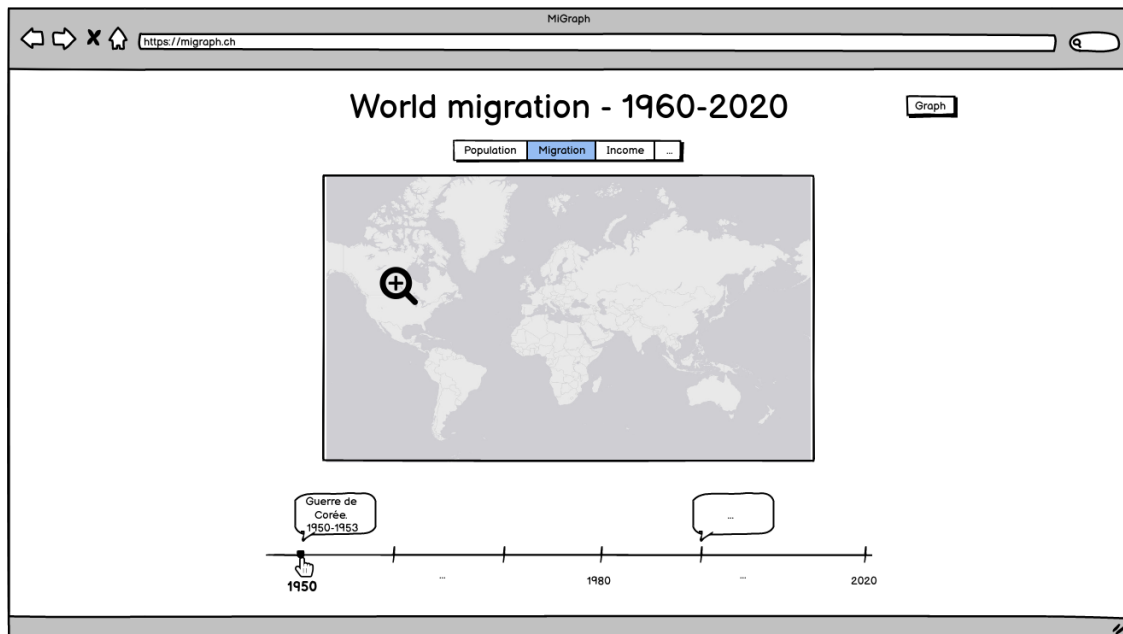 MiGraph
https://migraph.ch
World migration - 1960-2020
Graph
Population Migration Income ...
Guerre de
Corée.
1950-1953
...
1950
...
1980
...
2020